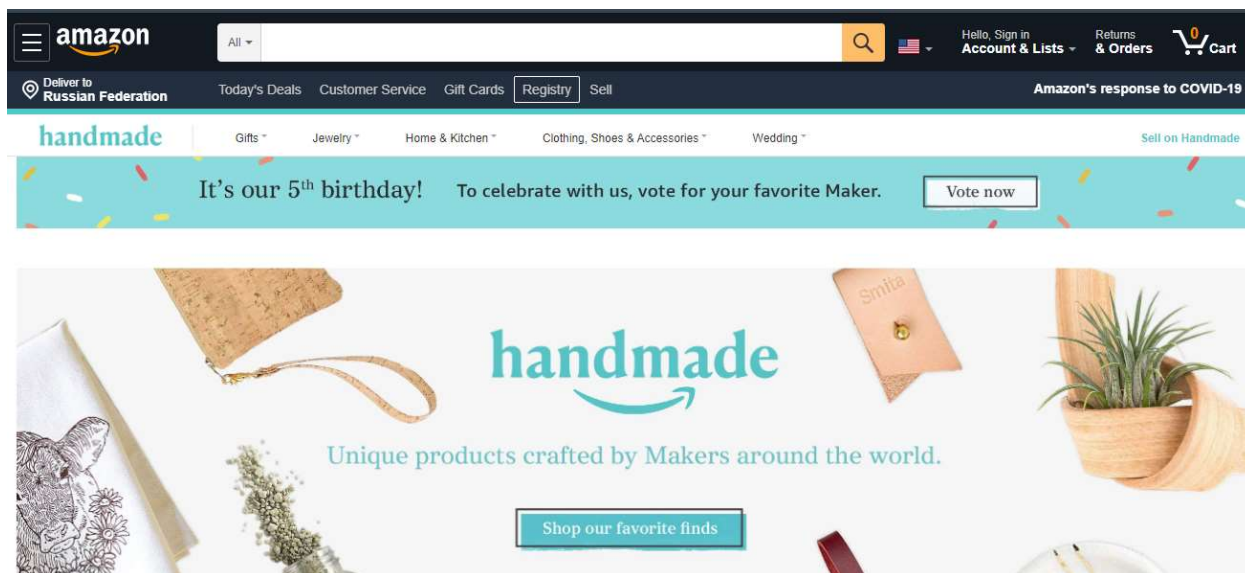 amazon
All
Hello, Sign in
Account & Lists
Returns
& Orders
0
Cart
Deliver to
Russian Federation
Today's Deals Customer Service Gift Cards Registry Sell
Amazon's response to COVID-19
handmade
Gifts Jewelry Home & Kitchen Clothing, Shoes & Accessories Wedding
Sell on Handmade
It's our 5th birthday! To celebrate with us, vote for your favorite Maker. Vote now
Smita
handmade
Unique products crafted by Makers around the world.
Shop our favorite finds